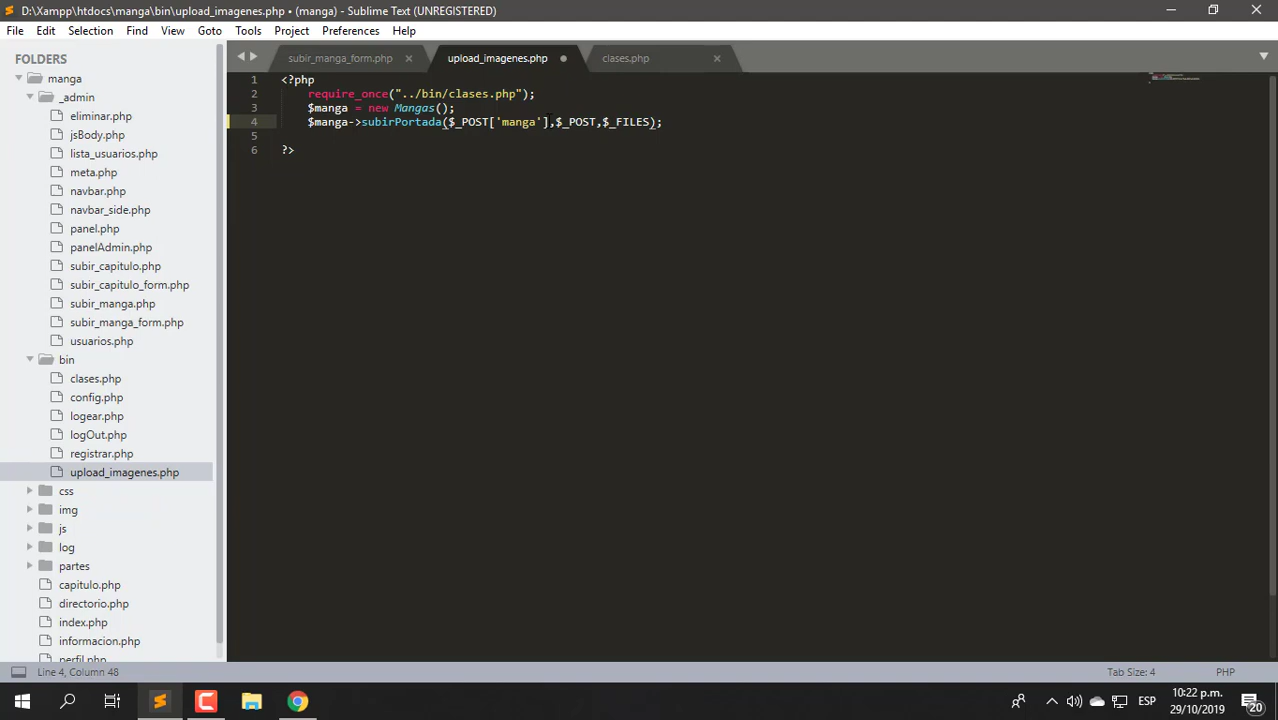 D:\Xampp\htdocs\manga\bin\upload_imagenes.php • (manga) - Sublime Text (UNREGISTERED)
File Edit Selection Find View Goto Tools Project Preferences Help
FOLDERS
manga
_admin
eliminar.php
jsBody.php
lista_usuarios.php
meta.php
navbar.php
navbar_side.php
panel.php
panelAdmin.php
subir_capitulo.php
subir_capitulo_form.php
subir_manga.php
subir_manga_form.php
usuarios.php
bin
clases.php
config.php
logear.php
logOut.php
registrar.php
upload_imagenes.php
css
img
js
log
partes
capitulo.php
directorio.php
index.php
informacion.php
perfil.php
subir_manga_form.php upload_imagenes.php clases.php
1 <?php
2 require_once("../bin/clases.php");
3 $manga = new Mangas();
4 $manga->subirPortada($_POST['manga'],$_POST,$_FILES);
5
6 ?>
Line 4, Column 48 Tab Size: 4 PHP
ESP
10:22 p.m.
29/10/2019
20